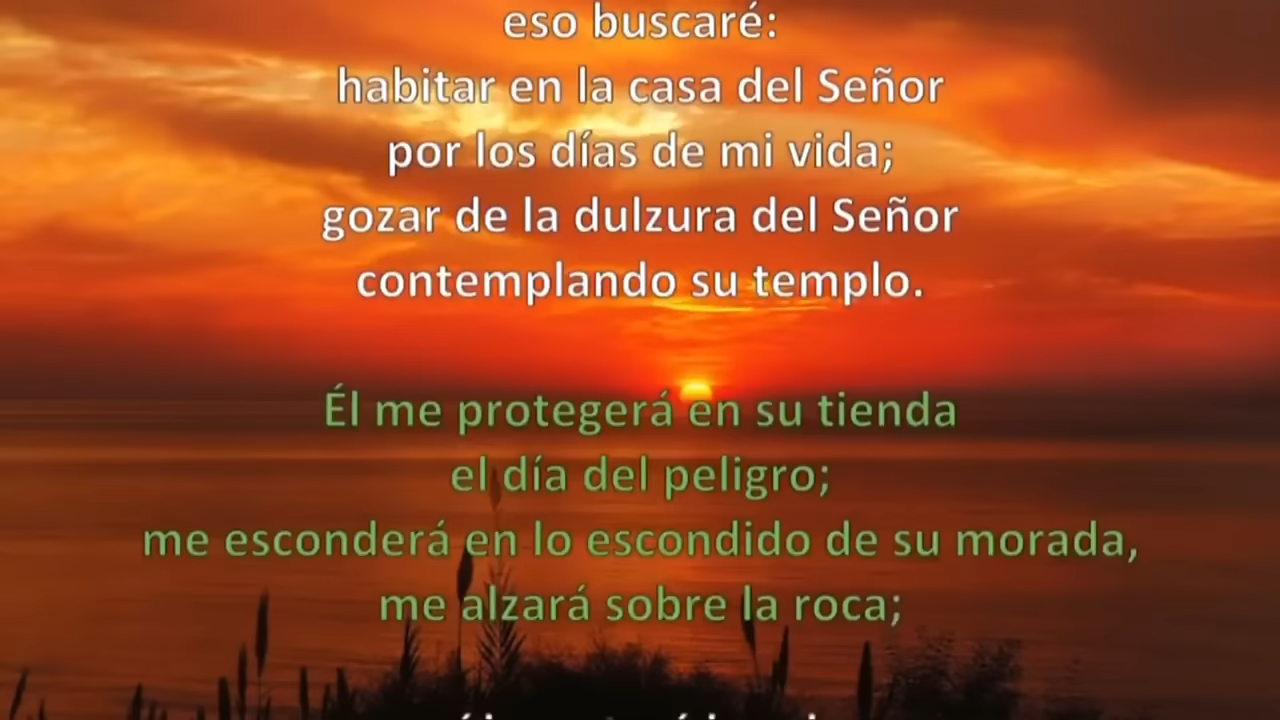 eso buscaré:
habitar en la casa del Señor
por los días de mi vida;
gozar de la dulzura del Señor
contemplando su templo.
Él me protegerá en su tienda
el día del peligro;
me esconderá en lo escondido de su morada,
me alzará sobre la roca;